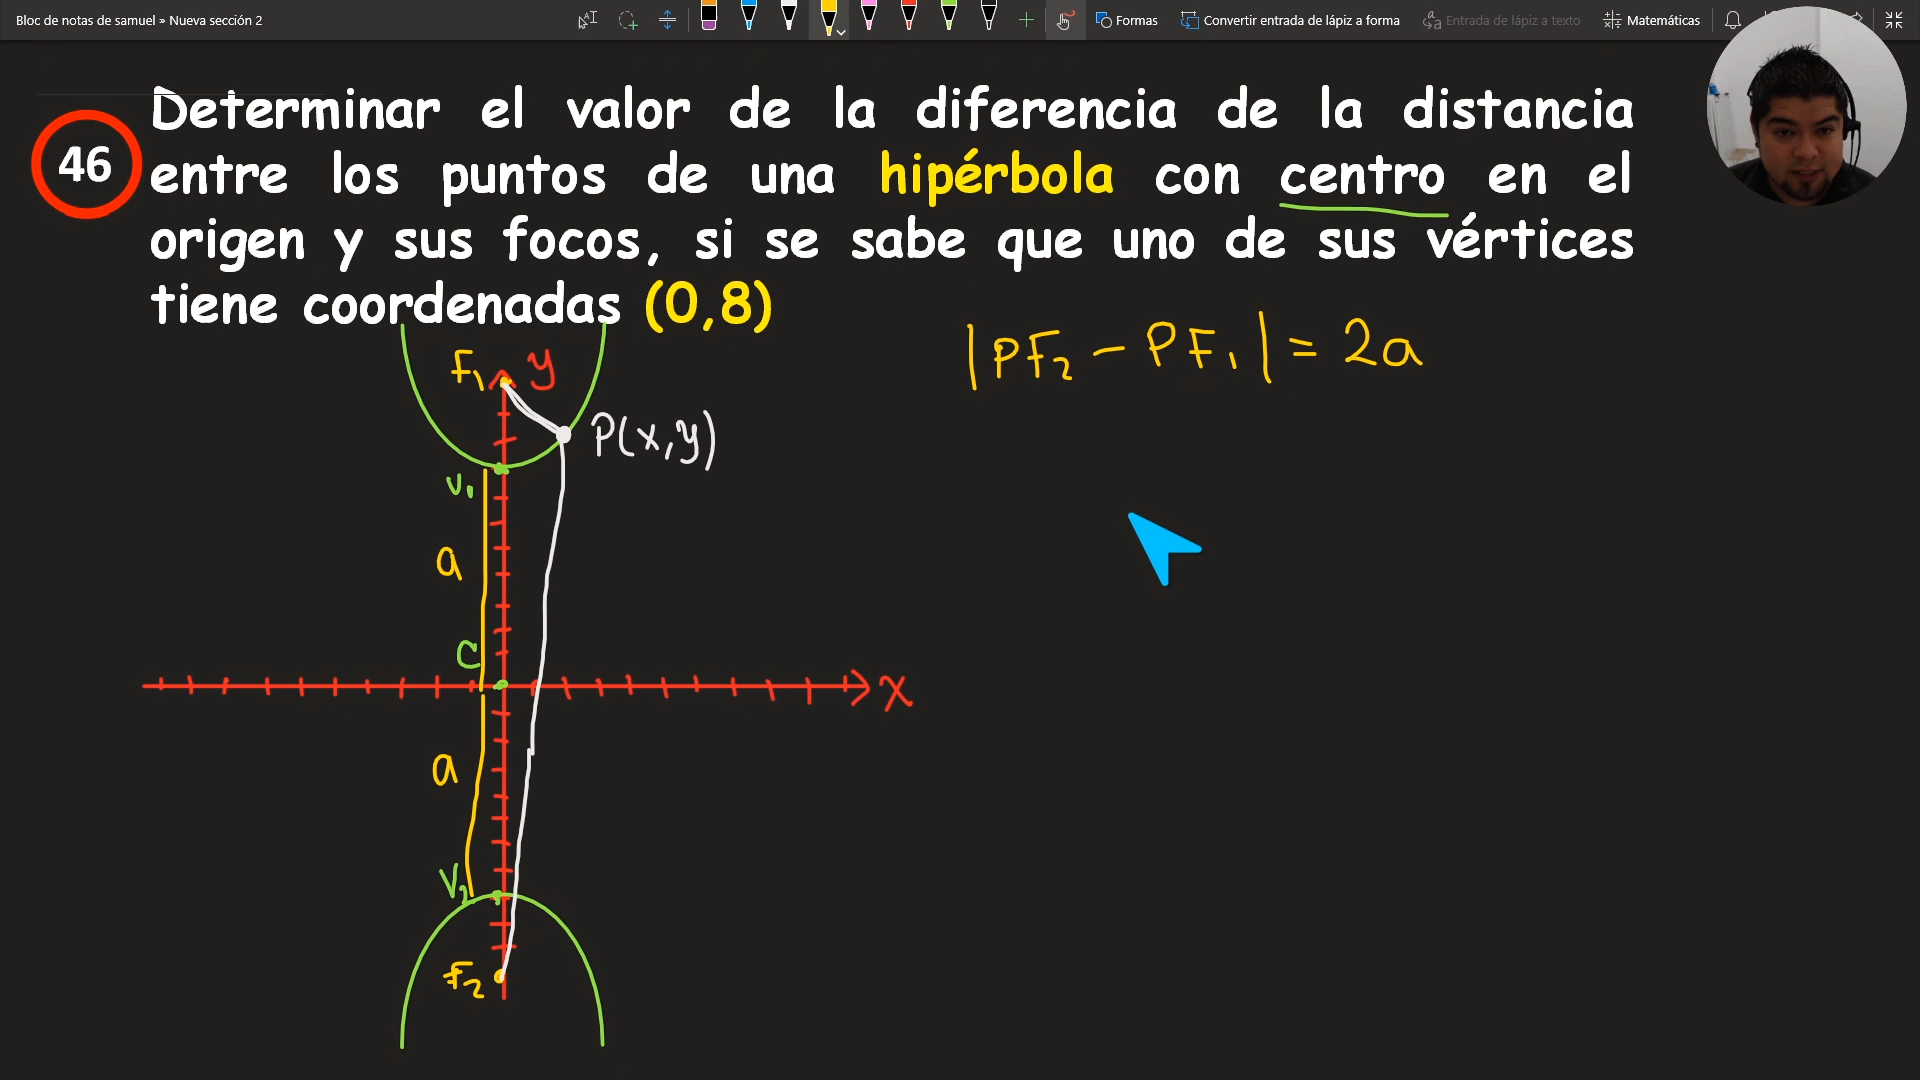 Bloc de notas de samuel » Nueva sección 2
Formas
Convertir entrada de lápiz a forma
Entrada de lápiz a texto
Matemáticas
46
Determinar el valor de la diferencia de la distancia
entre los puntos de una hipérbola con centro en el
origen y sus focos, si se sabe que uno de sus vértices
tiene coordenadas (0,8)
|PF₂ - PF₁| = 2a
F₁
y
P(x,y)
V₁
a
C
x
a
V₂
F₂